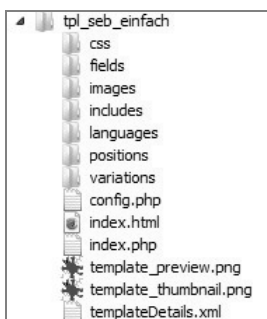 tpl_seb_einfach
css
fields
images
includes
languages
positions
variations
config.php
index.html
index.php
template_preview.png
template_thumbnail.png
templateDetails.xml